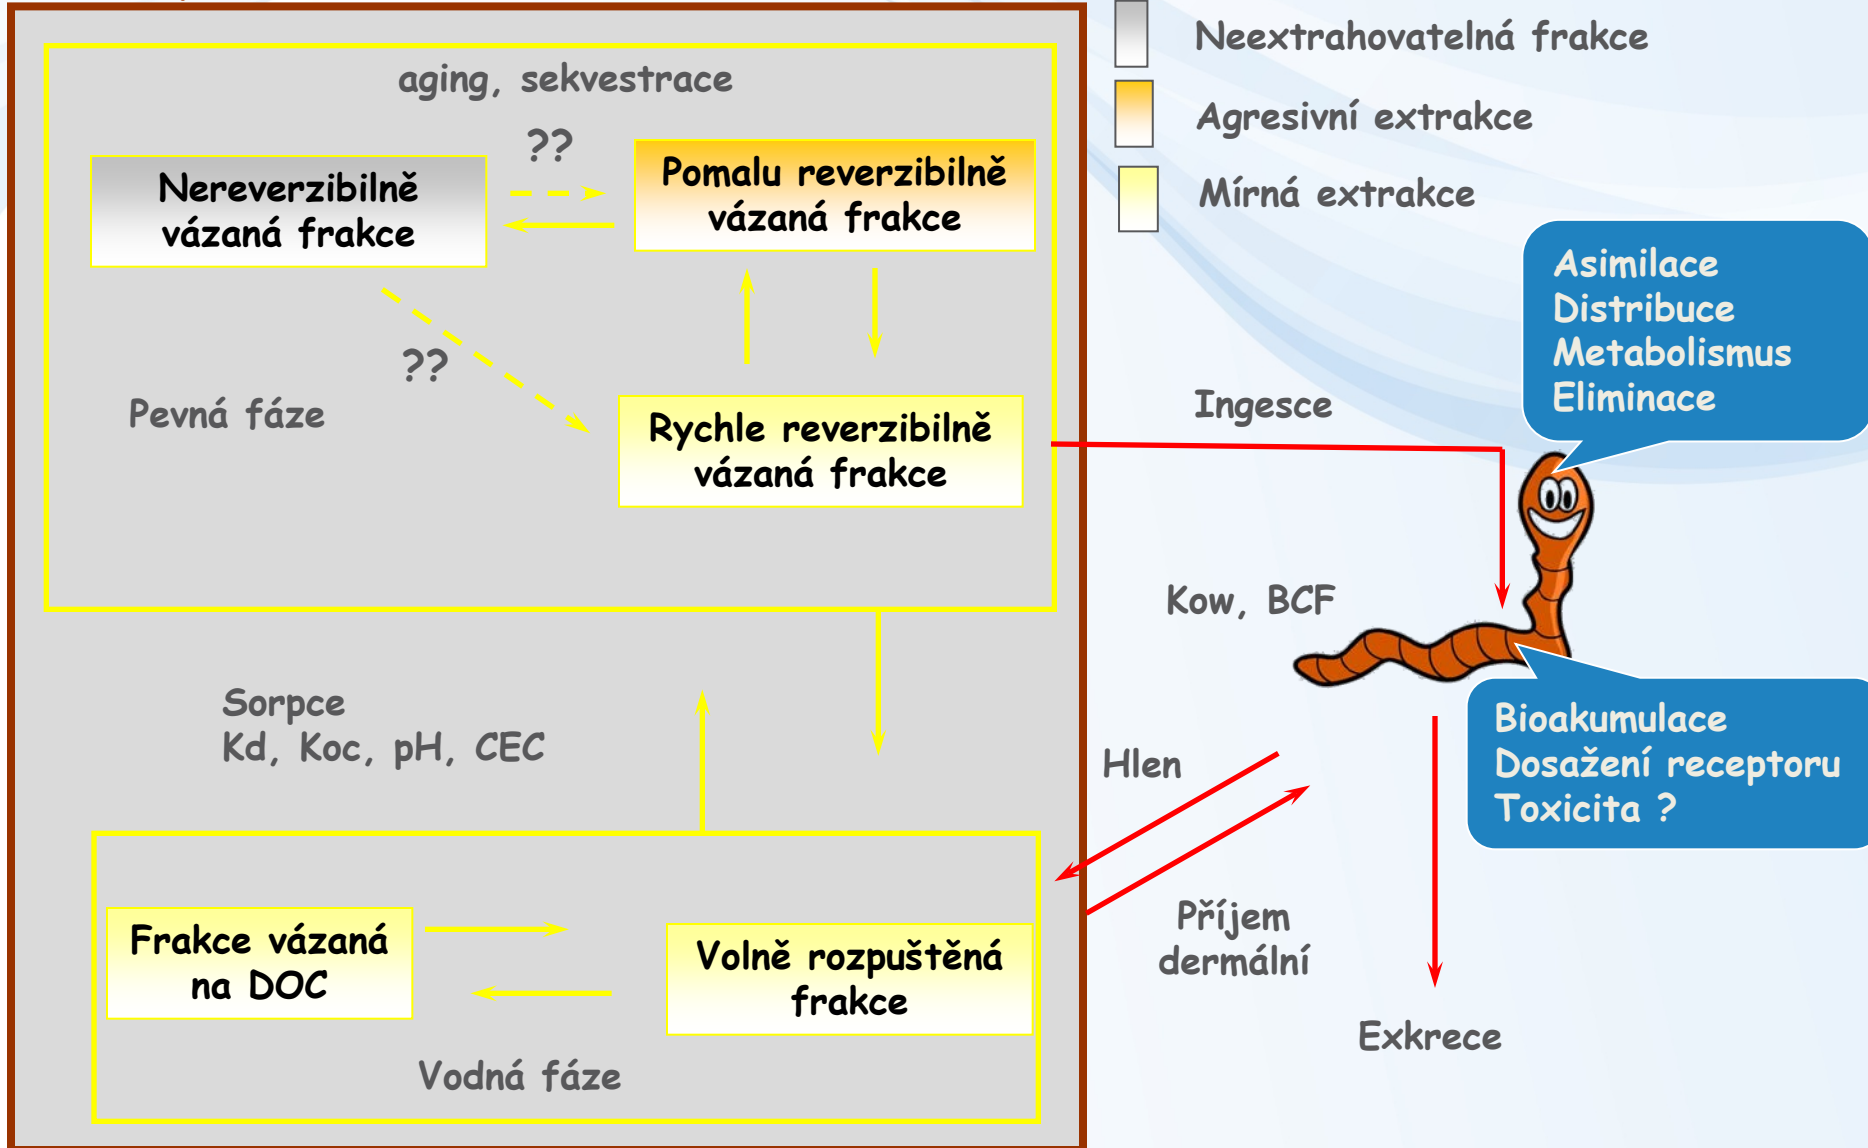 aging, sekvestrace
??
Nereverzibilně
vázaná frakce
Pomalu reverzibilně
vázaná frakce
??
Pevná fáze
Rychle reverzibilně
vázaná frakce
Sorpce
Kd, Koc, pH, CEC
Frakce vázaná
na DOC
Volně rozpuštěná
frakce
Vodná fáze
Neextrahovatelná frakce
Agresivní extrakce
Mírná extrakce
Asimilace
Distribuce
Metabolismus
Eliminace
Ingesce
Kow, BCF
Bioakumulace
Dosažení receptoru
Toxicita ?
Hlen
Příjem
dermální
Exkrece